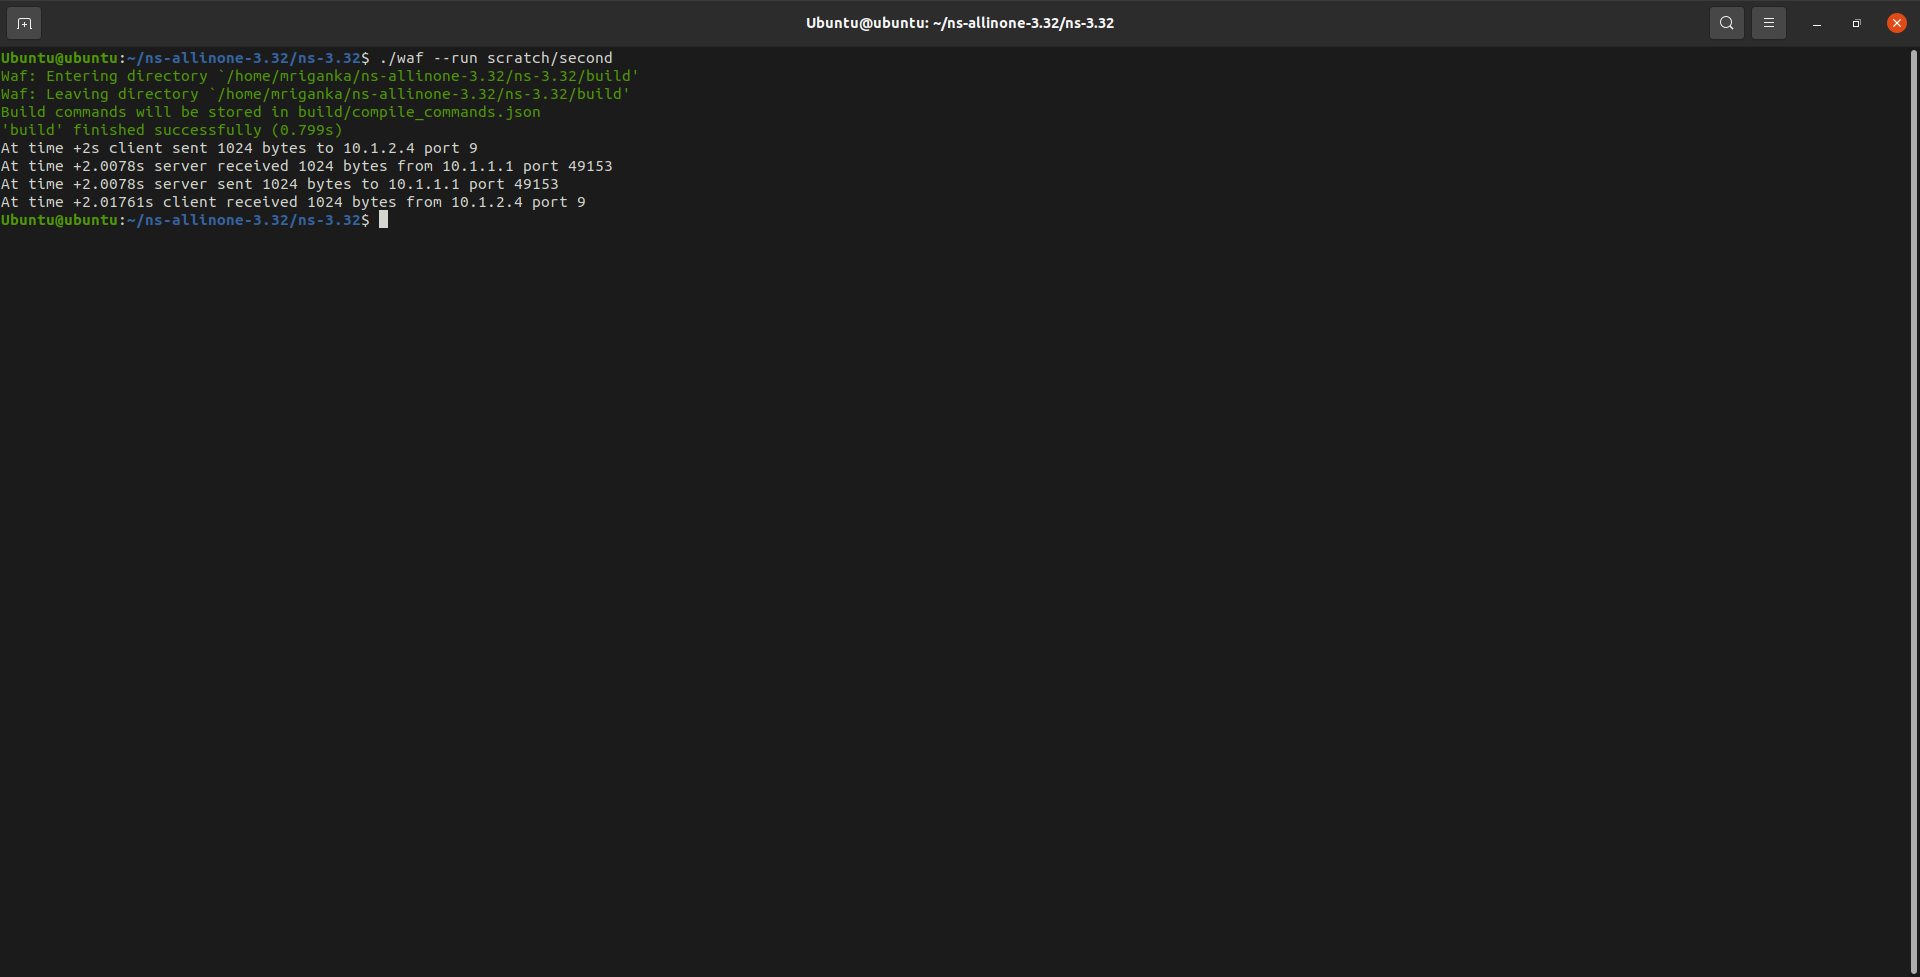 Ubuntu@ubuntu: ~/ns-allinone-3.32/ns-3.32
Ubuntu@ubuntu:~/ns-allinone-3.32/ns-3.32$ ./waf --run scratch/second
Waf: Entering directory `/home/mriganka/ns-allinone-3.32/ns-3.32/build'
Waf: Leaving directory `/home/mriganka/ns-allinone-3.32/ns-3.32/build'
Build commands will be stored in build/compile_commands.json
'build' finished successfully (0.799s)
At time +2s client sent 1024 bytes to 10.1.2.4 port 9
At time +2.0078s server received 1024 bytes from 10.1.1.1 port 49153
At time +2.0078s server sent 1024 bytes to 10.1.1.1 port 49153
At time +2.01761s client received 1024 bytes from 10.1.2.4 port 9
Ubuntu@ubuntu:~/ns-allinone-3.32/ns-3.32$